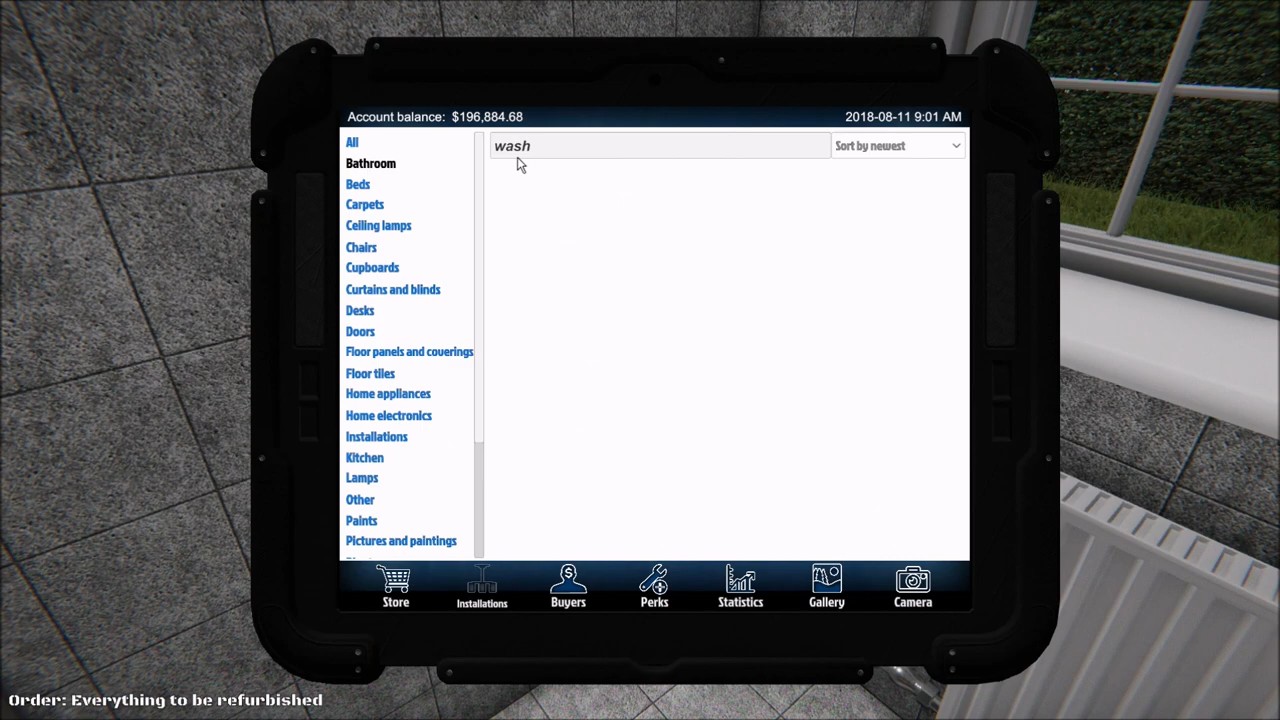 Account balance: $196,884.68
2018-08-11 9:01 AM
wash
Sort by newest
All
Bathroom
Beds
Carpets
Ceiling lamps
Chairs
Cupboards
Curtains and blinds
Desks
Doors
Floor panels and coverings
Floor tiles
Home appliances
Home electronics
Installations
Kitchen
Lamps
Other
Paints
Pictures and paintings
Store
Installations
Buyers
Perks
Statistics
Gallery
Camera
Order: Everything to be refurbished